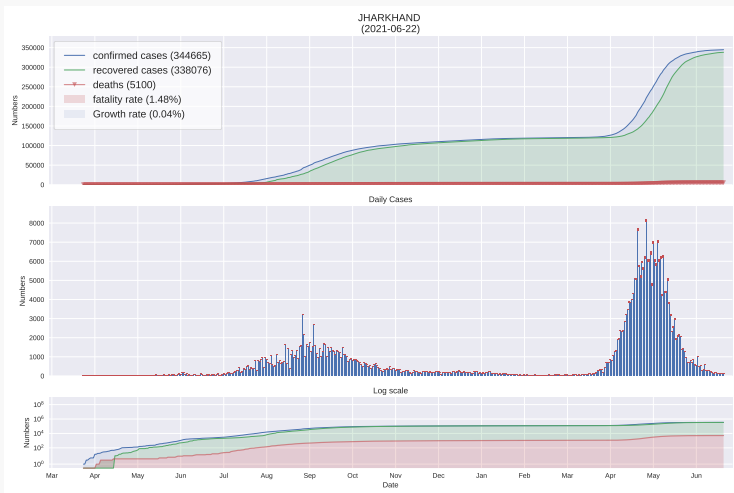 JHARKHAND
(2021-06-22)
350000
300000
250000
200000
150000
100000
50000
0
Numbers
confirmed cases (344665)
recovered cases (338076)
deaths (5100)
fatality rate (1.48%)
Growth rate (0.04%)
Daily Cases
8000
7000
6000
5000
4000
3000
2000
1000
0
Numbers
Log scale
10⁸
10⁶
10⁴
10²
10⁰
Numbers
Mar Apr May Jun Jul Aug Sep Oct Nov Dec Jan Feb Mar Apr May Jun
Date